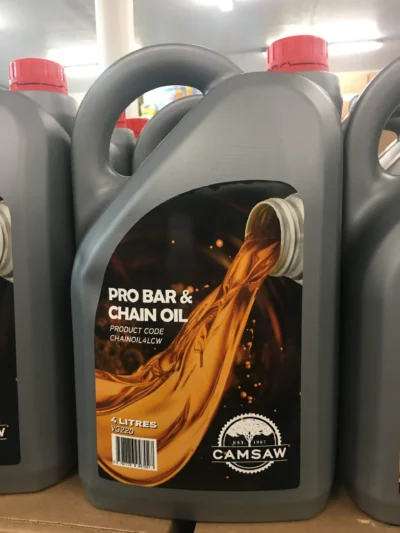 PRO BAR &
CHAIN OIL
PRODUCT CODE
CHAINOIL4LCW
4 LITRES
VG220
EST. 1987
CAMSAW